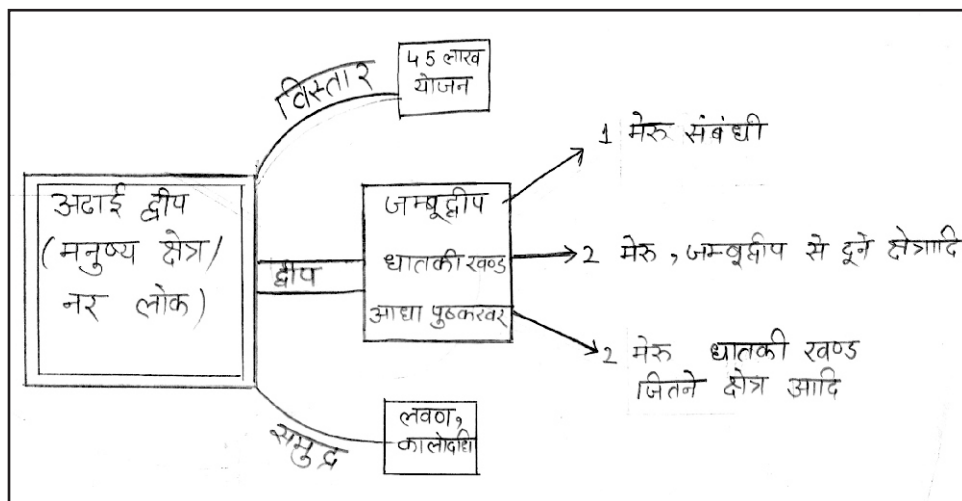 विस्तार
45 लाख
योजन
अढाई द्वीप
(मनुष्य क्षेत्र/
नर लोक)
द्वीप
जम्बूद्वीप
धातकीखण्ड
आधा पुष्करवर
1 मेरु संबंधी
2 मेरु, जम्बूद्वीप से दूने क्षेत्रादि
2 मेरु धातकी खण्ड
जितने क्षेत्र आदि
समुद्र
लवण,
कालोदधि